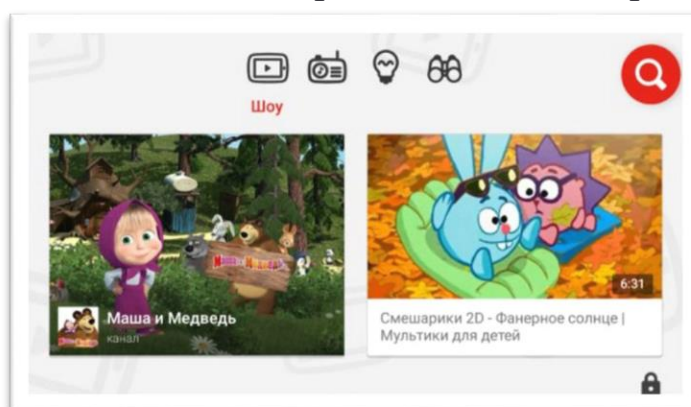 Шоу
Маша и Медведь
канал
6:31
Смешарики 2D - Фанерное солнце |
Мультики для детей